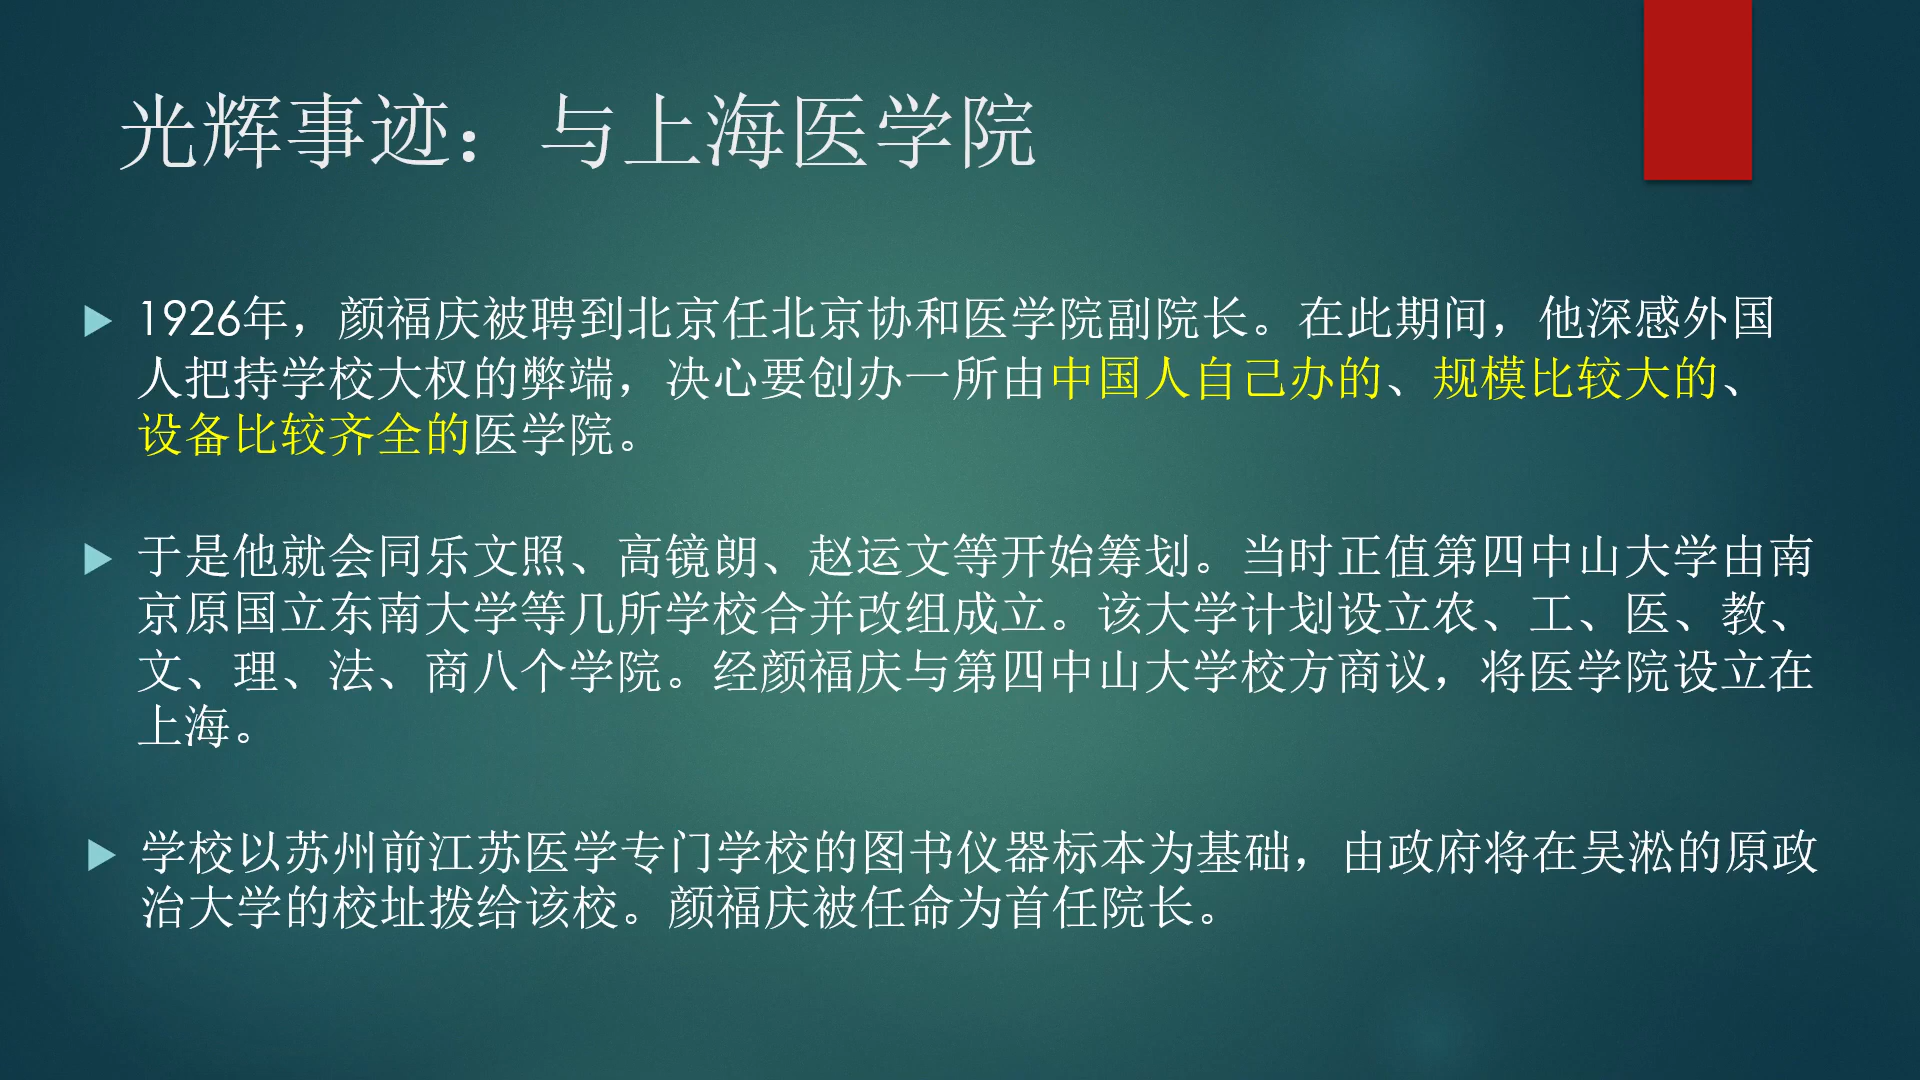 光辉事迹：与上海医学院
1926年，颜福庆被聘到北京任北京协和医学院副院长。在此期间，他深感外国
人把持学校大权的弊端，决心要创办一所由中国人自己办的、规模比较大的、
设备比较齐全的医学院。
于是他就会同乐文照、高镜朗、赵运文等开始筹划。当时正值第四中山大学由南
京原国立东南大学等几所学校合并改组成立。该大学计划设立农、工、医、教、
文、理、法、商八个学院。经颜福庆与第四中山大学校方商议，将医学院设立在
上海。
学校以苏州前江苏医学专门学校的图书仪器标本为基础，由政府将在吴淞的原政
治大学的校址拨给该校。颜福庆被任命为首任院长。